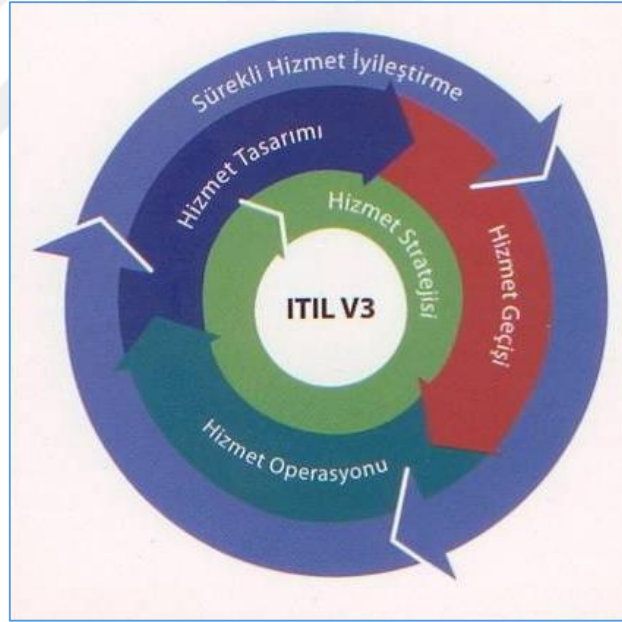 Sürekli Hizmet İyileştirme
Hizmet Tasarımı
Hizmet Stratejisi
Hizmet Geçişi
ITIL V3
Hizmet Operasyonu